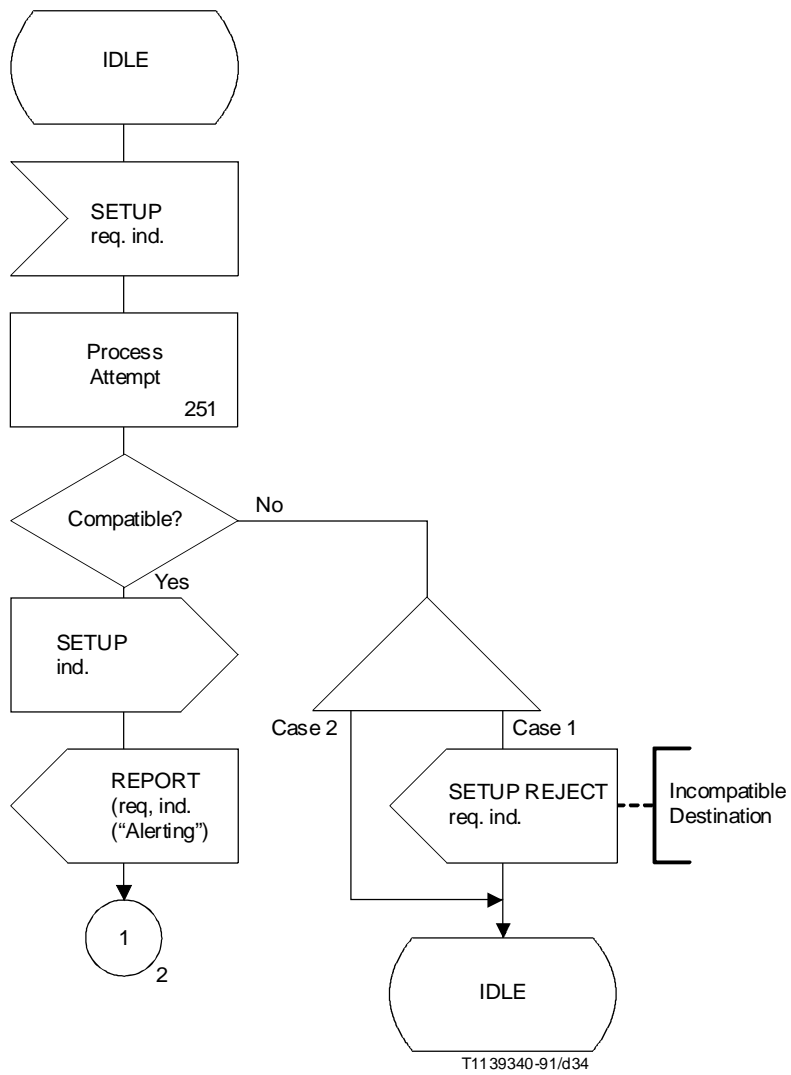 IDLE
SETUP
req. ind.
Process
Attempt
251
Compatible?
No
Yes
SETUP
ind.
Case 2
Case 1
REPORT
(req, ind.
(“Alerting”)
SETUP REJECT
req. ind.
Incompatible
Destination
1
2
IDLE
T1139340-91/d34